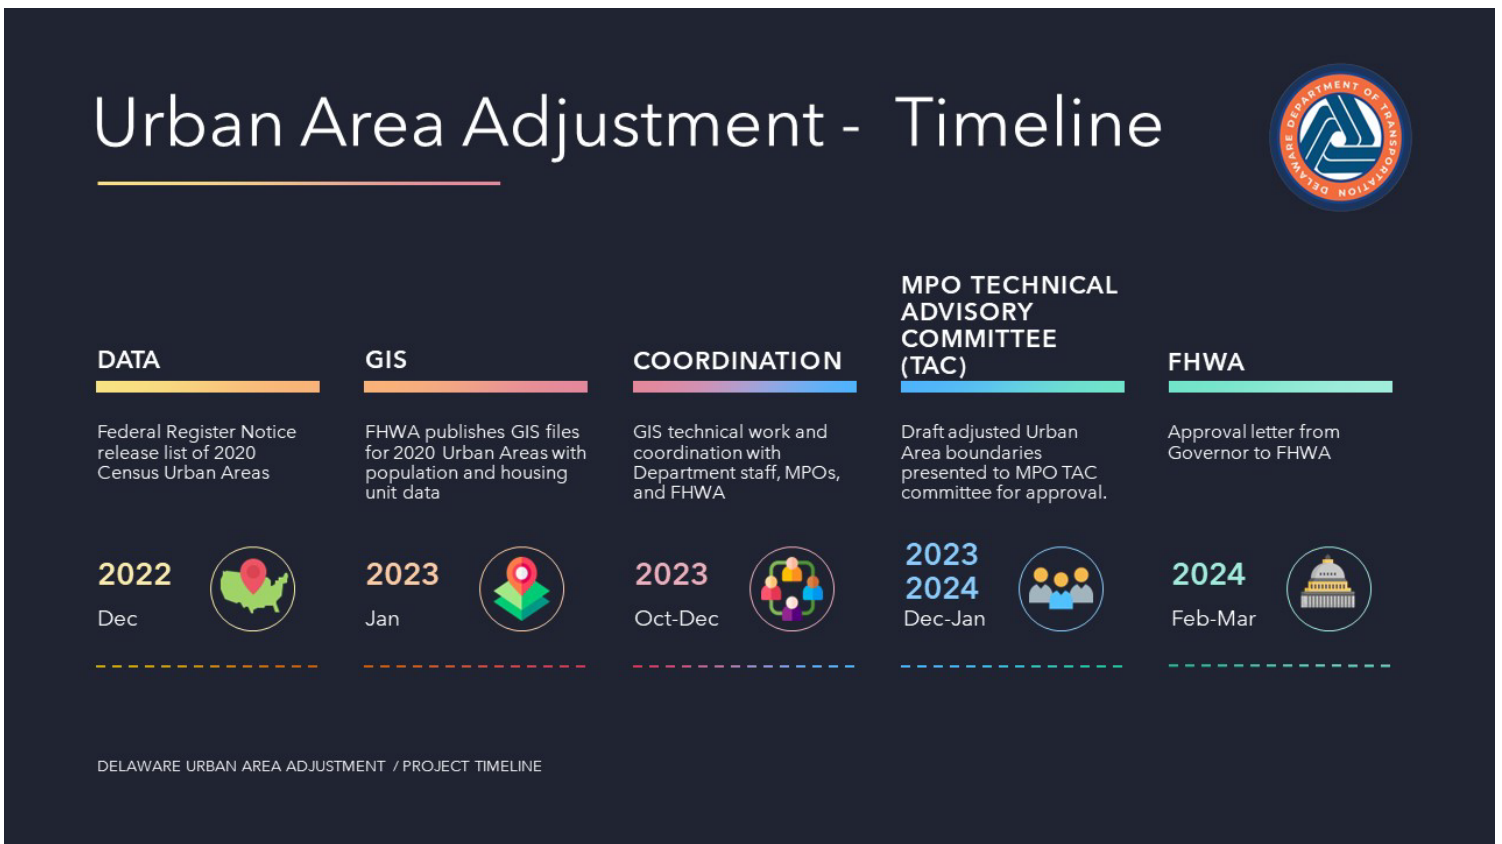 Urban Area Adjustment - Timeline
DELAWARE DEPARTMENT OF TRANSPORTATION
DATA
Federal Register Notice
release list of 2020
Census Urban Areas
2022
Dec
GIS
FHWA publishes GIS files
for 2020 Urban Areas with
population and housing
unit data
2023
Jan
COORDINATION
GIS technical work and
coordination with
Department staff, MPOs,
and FHWA
2023
Oct-Dec
MPO TECHNICAL
ADVISORY
COMMITTEE
(TAC)
Draft adjusted Urban
Area boundaries
presented to MPO TAC
committee for approval.
2023
2024
Dec-Jan
FHWA
Approval letter from
Governor to FHWA
2024
Feb-Mar
DELAWARE URBAN AREA ADJUSTMENT / PROJECT TIMELINE